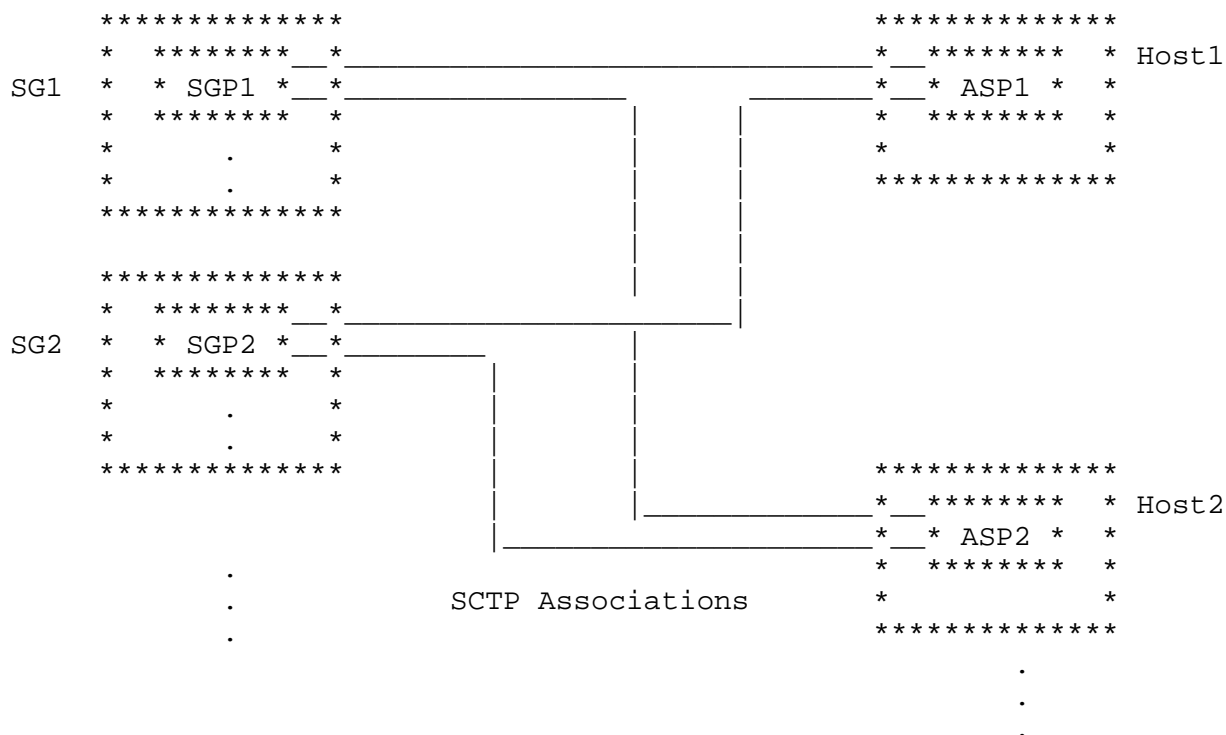 Host1
SG1 SGP1 ASP1
SG2 SGP2
Host2
ASP2
SCTP Associations